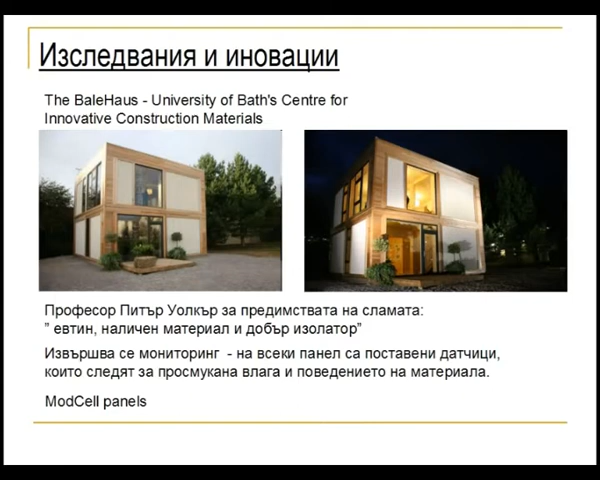 Изследвания и иновации
The BaleHaus - University of Bath's Centre for
Innovative Construction Materials
Професор Питър Уолкър за предимствата на сламата:
” евтин, наличен материал и добър изолатор”
Извършва се мониторинг  - на всеки панел са поставени датчици,
които следят за просмукана влага и поведението на материала.
ModCell panels